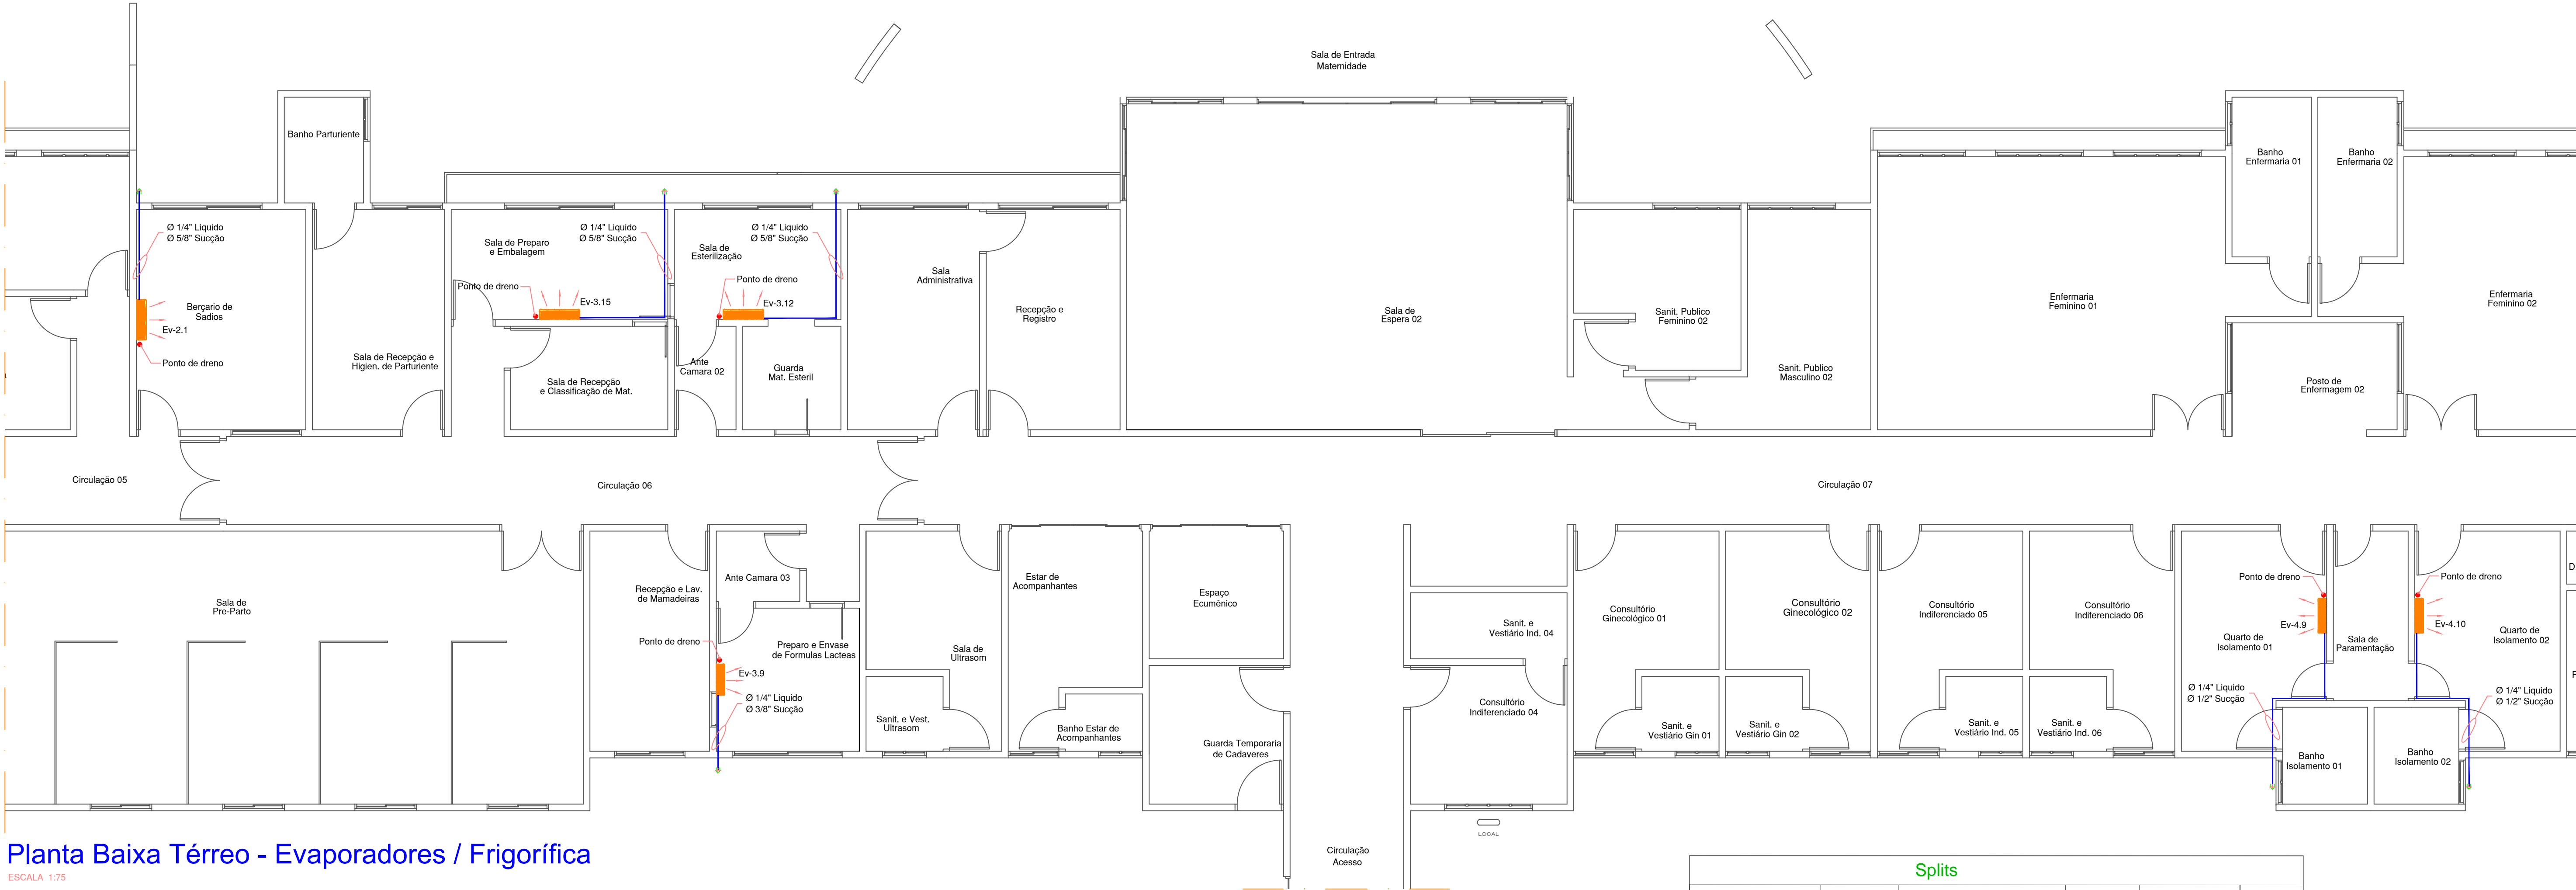 Sala de Entrada
Maternidade
Banho Parturiente
Banho
Enfermaria 01
Banho
Enfermaria 02
Ø 1/4" Liquido
Ø 5/8" Sucção
Sala de Preparo
e Embalagem
Ø 1/4" Liquido
Ø 5/8" Sucção
Sala de
Esterilização
Ø 1/4" Liquido
Ø 5/8" Sucção
Sala
Administrativa
Ponto de dreno
Ponto de dreno
Ev-3.15
Ev-3.12
Berçario de
Sadios
Ev-2.1
Ponto de dreno
Recepção e
Registro
Sala de
Espera 02
Sanit. Publico
Feminino 02
Enfermaria
Feminino 01
Enfermaria
Feminino 02
Sala de Recepção e
Higien. de Parturiente
Sala de Recepção
e Classificação de Mat.
Ante
Camara 02
Guarda
Mat. Esteril
Sanit. Publico
Masculino 02
Posto de
Enfermagem 02
Circulação 05
Circulação 06
Circulação 07
Sala de
Pre-Parto
Recepção e Lav.
de Mamadeiras
Ante Camara 03
Ponto de dreno
Preparo e Envase
de Formulas Lacteas
Ev-3.9
Ø 1/4" Liquido
Ø 3/8" Sucção
Sala de
Ultrasom
Sanit. e Vest.
Ultrasom
Estar de
Acompanhantes
Banho Estar de
Acompanhantes
Espaço
Ecumênico
Guarda Temporaria
de Cadaveres
Sanit. e
Vestiário Ind. 04
Consultório
Indiferenciado 04
Consultório
Ginecológico 01
Sanit. e
Vestiário Gin 01
Consultório
Ginecológico 02
Sanit. e
Vestiário Gin 02
Consultório
Indiferenciado 05
Sanit. e
Vestiário Ind. 05
Consultório
Indiferenciado 06
Sanit. e
Vestiário Ind. 06
Ponto de dreno
Ev-4.9
Quarto de
Isolamento 01
Ø 1/4" Liquido
Ø 1/2" Sucção
Sala de
Paramentação
Ponto de dreno
Ev-4.10
Quarto de
Isolamento 02
Ø 1/4" Liquido
Ø 1/2" Sucção
Banho
Isolamento 01
Banho
Isolamento 02
D
LOCAL
Circulação
Acesso
Planta Baixa Térreo - Evaporadores / Frigorífica
ESCALA 1:75
Splits